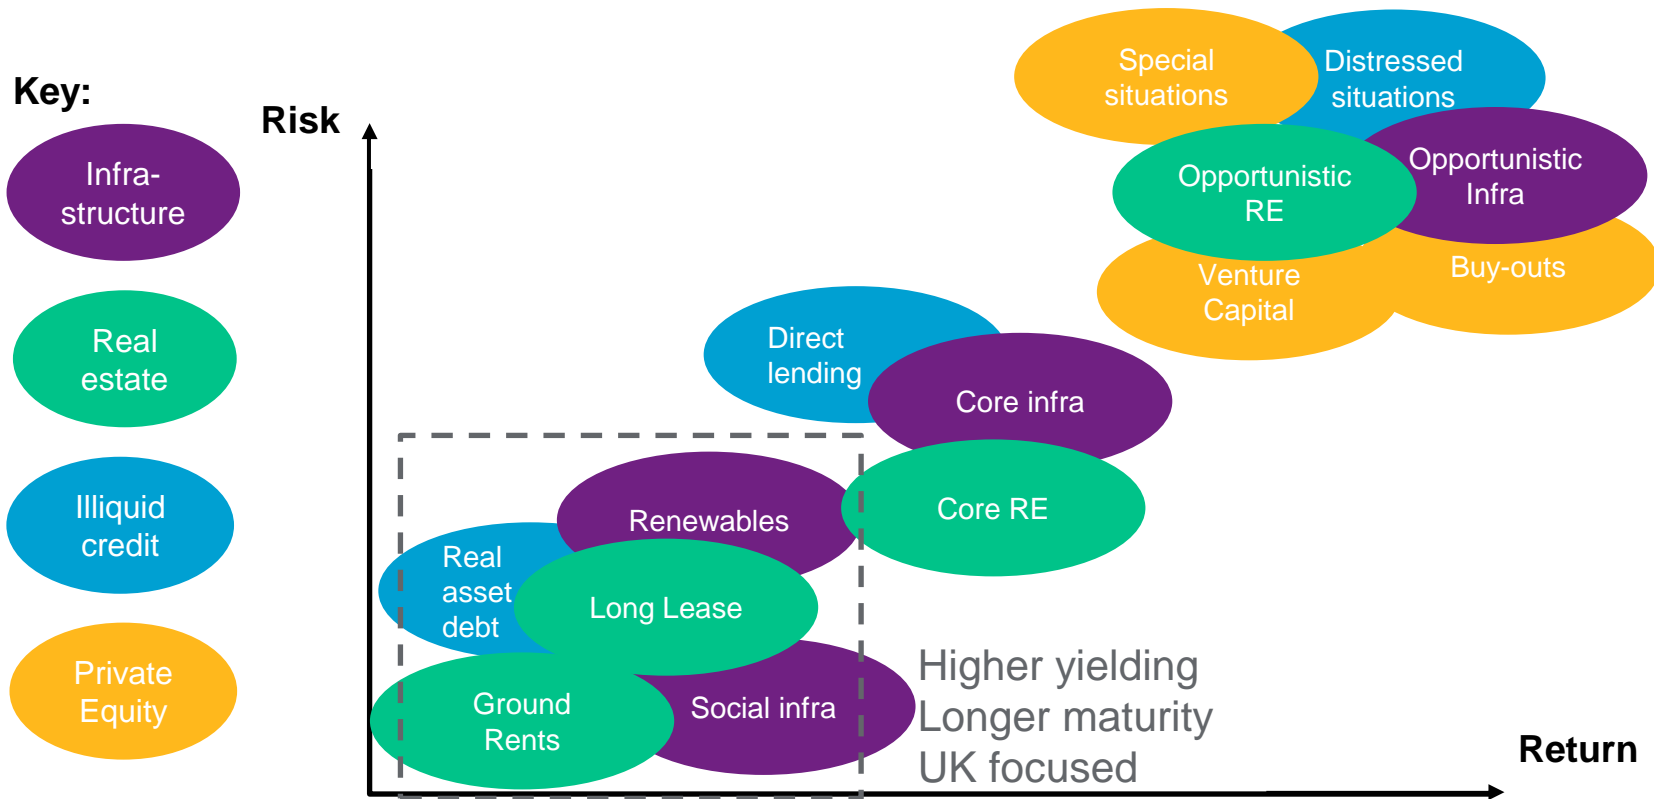 Key:
Infra-
structure
Real
estate
Illiquid
credit
Private
Equity
Risk
Special
situations
Distressed
situations
Opportunistic
RE
Opportunistic
Infra
Venture
Capital
Buy-outs
Direct
lending
Core infra
Core RE
Renewables
Real
asset
debt
Long Lease
Ground
Rents
Social infra
Higher yielding
Longer maturity
UK focused
Return